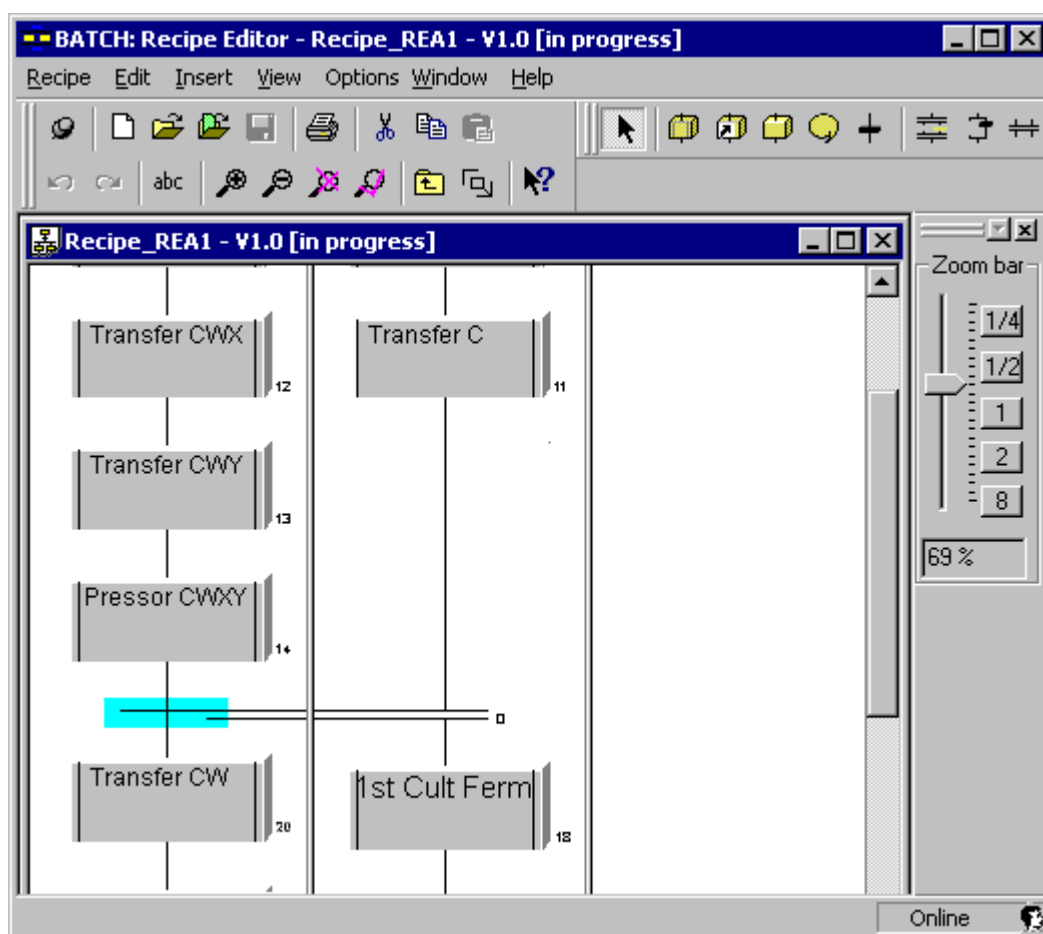 BATCH: Recipe Editor - Recipe_REA1 - V1.0 [in progress]
Recipe Edit Insert View Options Window Help
abc
Recipe_REA1 - V1.0 [in progress]
Zoom bar
Transfer CWX
12
Transfer C
11
1/4
1/2
1
2
8
69 %
Transfer CWY
13
Pressor CWXY
14
0
Transfer CW
20
1st Cult Ferm
18
Online